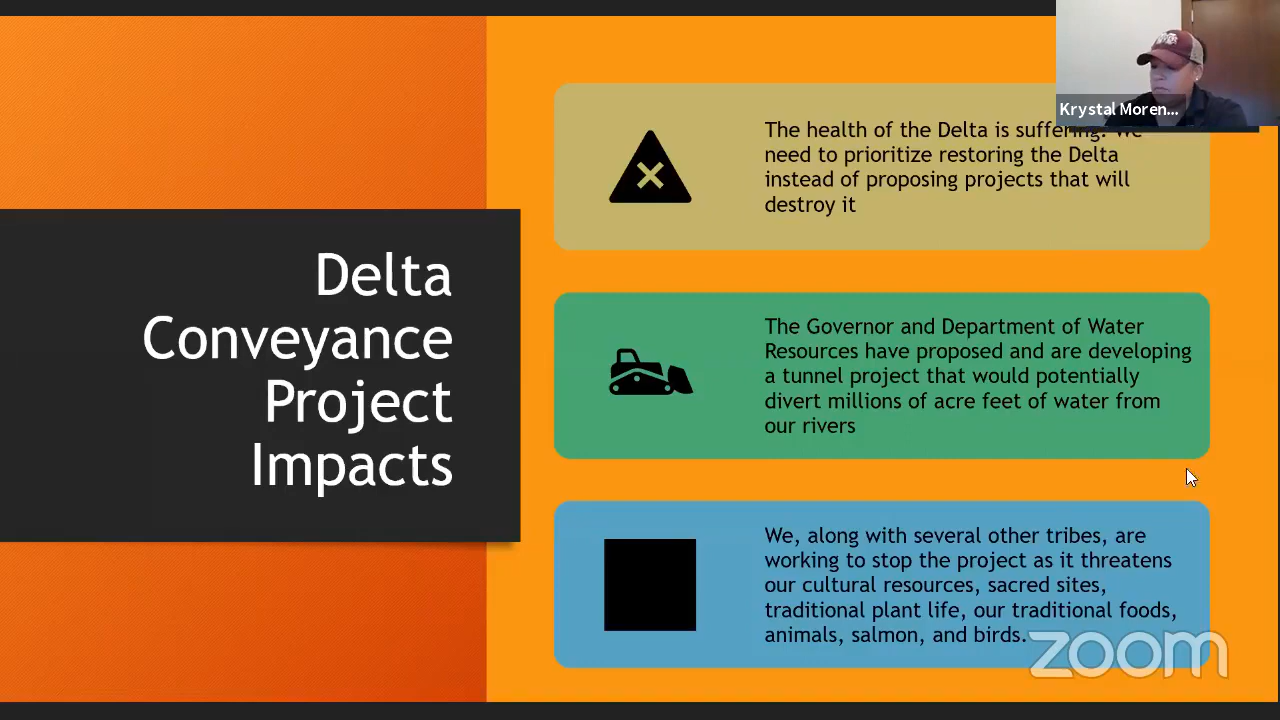 Krystal Moren...
Delta
Conveyance
Project
Impacts
The health of the Delta is suffering. We
need to prioritize restoring the Delta
instead of proposing projects that will
destroy it
The Governor and Department of Water
Resources have proposed and are developing
a tunnel project that would potentially
divert millions of acre feet of water from
our rivers
We, along with several other tribes, are
working to stop the project as it threatens
our cultural resources, sacred sites,
traditional plant life, our traditional foods,
animals, salmon, and birds.
zoom